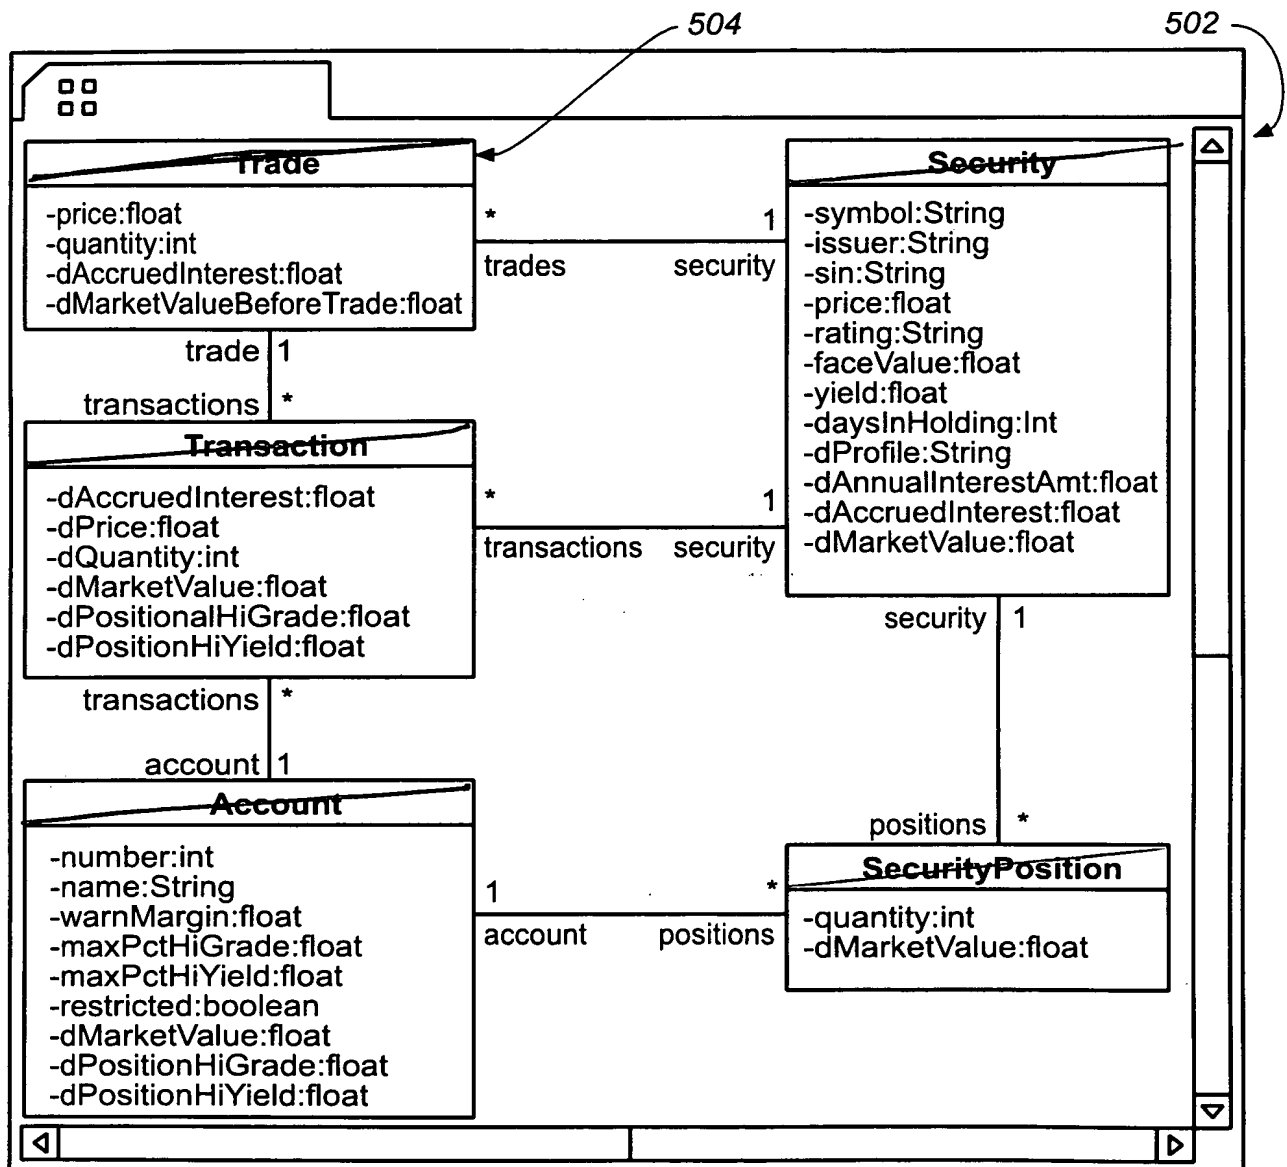 504
502
Trade
-price:float
-quantity:int
-dAccruedInterest:float
-dMarketValueBeforeTrade:float
* 1
trades security
Security
-symbol:String
-issuer:String
-sin:String
-price:float
-rating:String
-faceValue:float
-yield:float
-daysInHolding:Int
-dProfile:String
-dAnnualInterestAmt:float
-dAccruedInterest:float
-dMarketValue:float
trade 1
transactions *
Transaction
-dAccruedInterest:float
-dPrice:float
-dQuantity:int
-dMarketValue:float
-dPositionalHiGrade:float
-dPositionHiYield:float
* 1
transactions security
security 1
positions *
transactions *
account 1
Account
-number:int
-name:String
-warnMargin:float
-maxPctHiGrade:float
-maxPctHiYield:float
-restricted:boolean
-dMarketValue:float
-dPositionHiGrade:float
-dPositionHiYield:float
1 *
account positions
SecurityPosition
-quantity:int
-dMarketValue:float